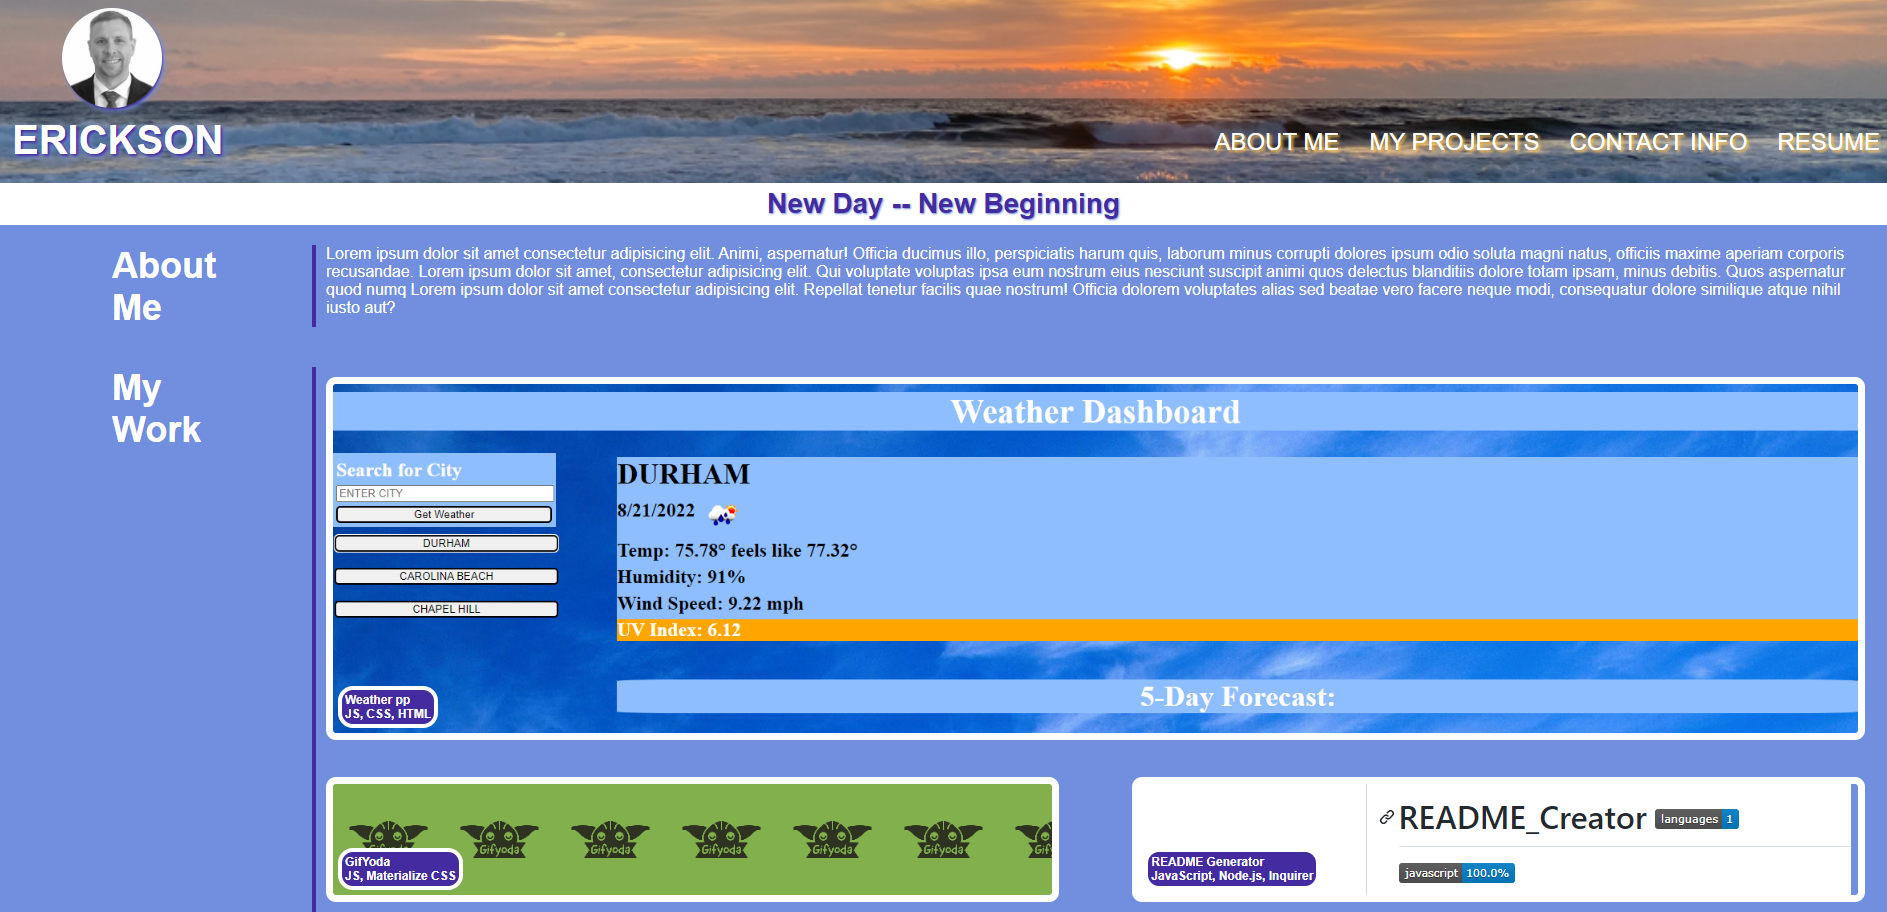 ERICKSON
ABOUT ME MY PROJECTS CONTACT INFO RESUME
New Day -- New Beginning
About
Me
Lorem ipsum dolor sit amet consectetur adipisicing elit. Animi, aspernatur! Officia ducimus illo, perspiciatis harum quis, laborum minus corrupti dolores ipsum odio soluta magni natus, officiis maxime aperiam corporis
recusandae. Lorem ipsum dolor sit amet, consectetur adipisicing elit. Qui voluptate voluptas ipsa eum nostrum eius nesciunt suscipit animi quos delectus blanditiis dolore totam ipsam, minus debitis. Quos aspernatur
quod numq Lorem ipsum dolor sit amet consectetur adipisicing elit. Repellat tenetur facilis quae nostrum! Officia dolorem voluptates alias sed beatae vero facere neque modi, consequatur dolore similique atque nihil
iusto aut?
My
Work
Weather Dashboard
Search for City
ENTER CITY
Get Weather
DURHAM
CAROLINA BEACH
CHAPEL HILL
DURHAM
8/21/2022
Temp: 75.78° feels like 77.32°
Humidity: 91%
Wind Speed: 9.22 mph
UV Index: 6.12
5-Day Forecast:
Weather pp
JS, CSS, HTML
Gifyoda Gifyoda Gifyoda Gifyoda Gifyoda
GifYoda
JS, Materialize CSS
README_Creator languages 1
javascript 100.0%
README Generator
JavaScript, Node.js, Inquirer